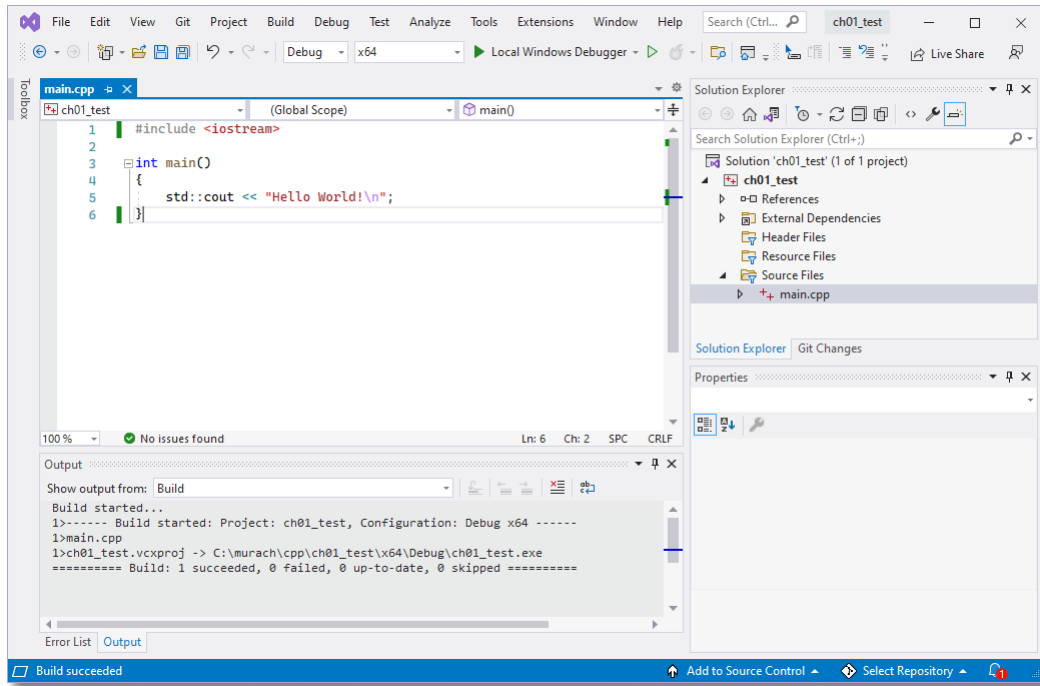 File Edit View Git Project Build Debug Test Analyze Tools Extensions Window Help Search (Ctrl... ch01_test
Debug x64 Local Windows Debugger Live Share
Toolbox
main.cpp
ch01_test (Global Scope) main()
1 #include <iostream>
2
3 int main()
4 {
5 std::cout << "Hello World!\n";
6 }
100 % No issues found Ln: 6 Ch: 2 SPC CRLF
Output
Show output from: Build
Build started...
1>------ Build started: Project: ch01_test, Configuration: Debug x64 ------
1>main.cpp
1>ch01_test.vcxproj -> C:\murach\cpp\ch01_test\x64\Debug\ch01_test.exe
========== Build: 1 succeeded, 0 failed, 0 up-to-date, 0 skipped ==========
Error List Output
Solution Explorer
Search Solution Explorer (Ctrl+;)
Solution 'ch01_test' (1 of 1 project)
ch01_test
References
External Dependencies
Header Files
Resource Files
Source Files
main.cpp
Solution Explorer Git Changes
Properties
Build succeeded Add to Source Control Select Repository 1